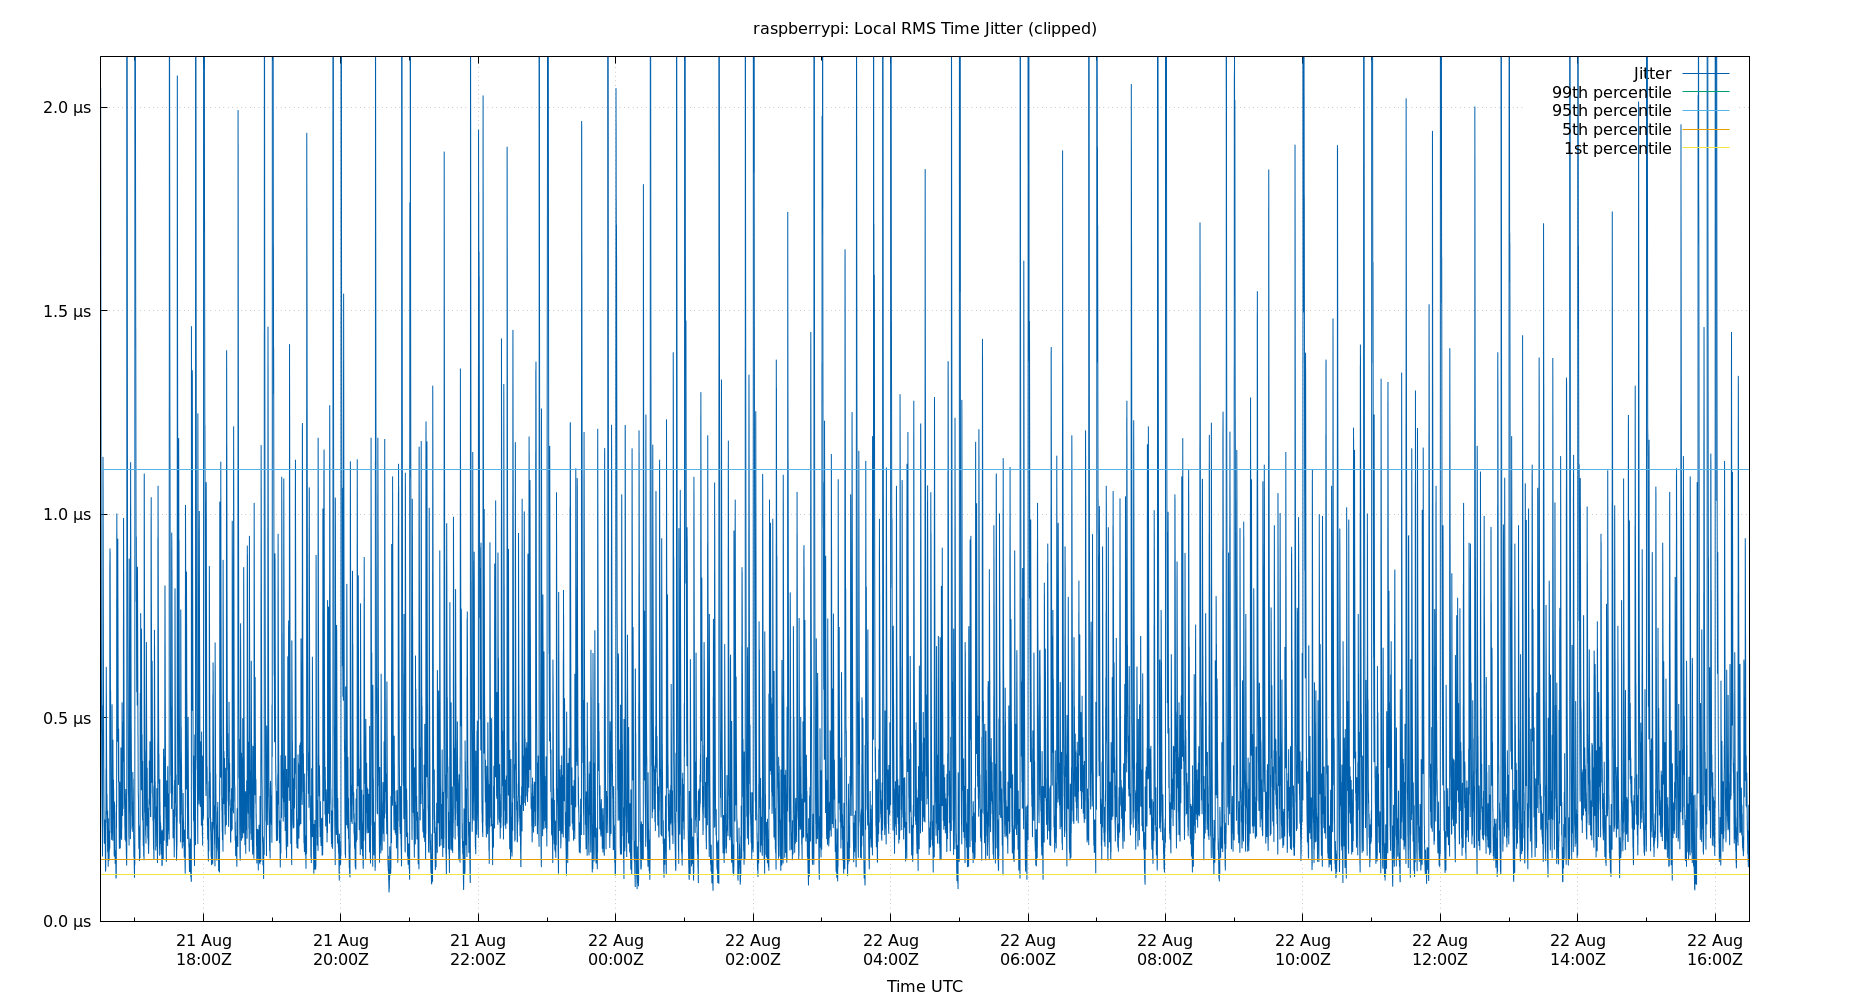 raspberrypi: Local RMS Time Jitter (clipped)
Jitter
99th percentile
95th percentile
5th percentile
1st percentile
2.0 µs
1.5 µs
1.0 µs
0.5 µs
0.0 µs
21 Aug 21 Aug 21 Aug 22 Aug 22 Aug 22 Aug 22 Aug 22 Aug 22 Aug 22 Aug 22 Aug 22 Aug
18:00Z 20:00Z 22:00Z 00:00Z 02:00Z 04:00Z 06:00Z 08:00Z 10:00Z 12:00Z 14:00Z 16:00Z
Time UTC